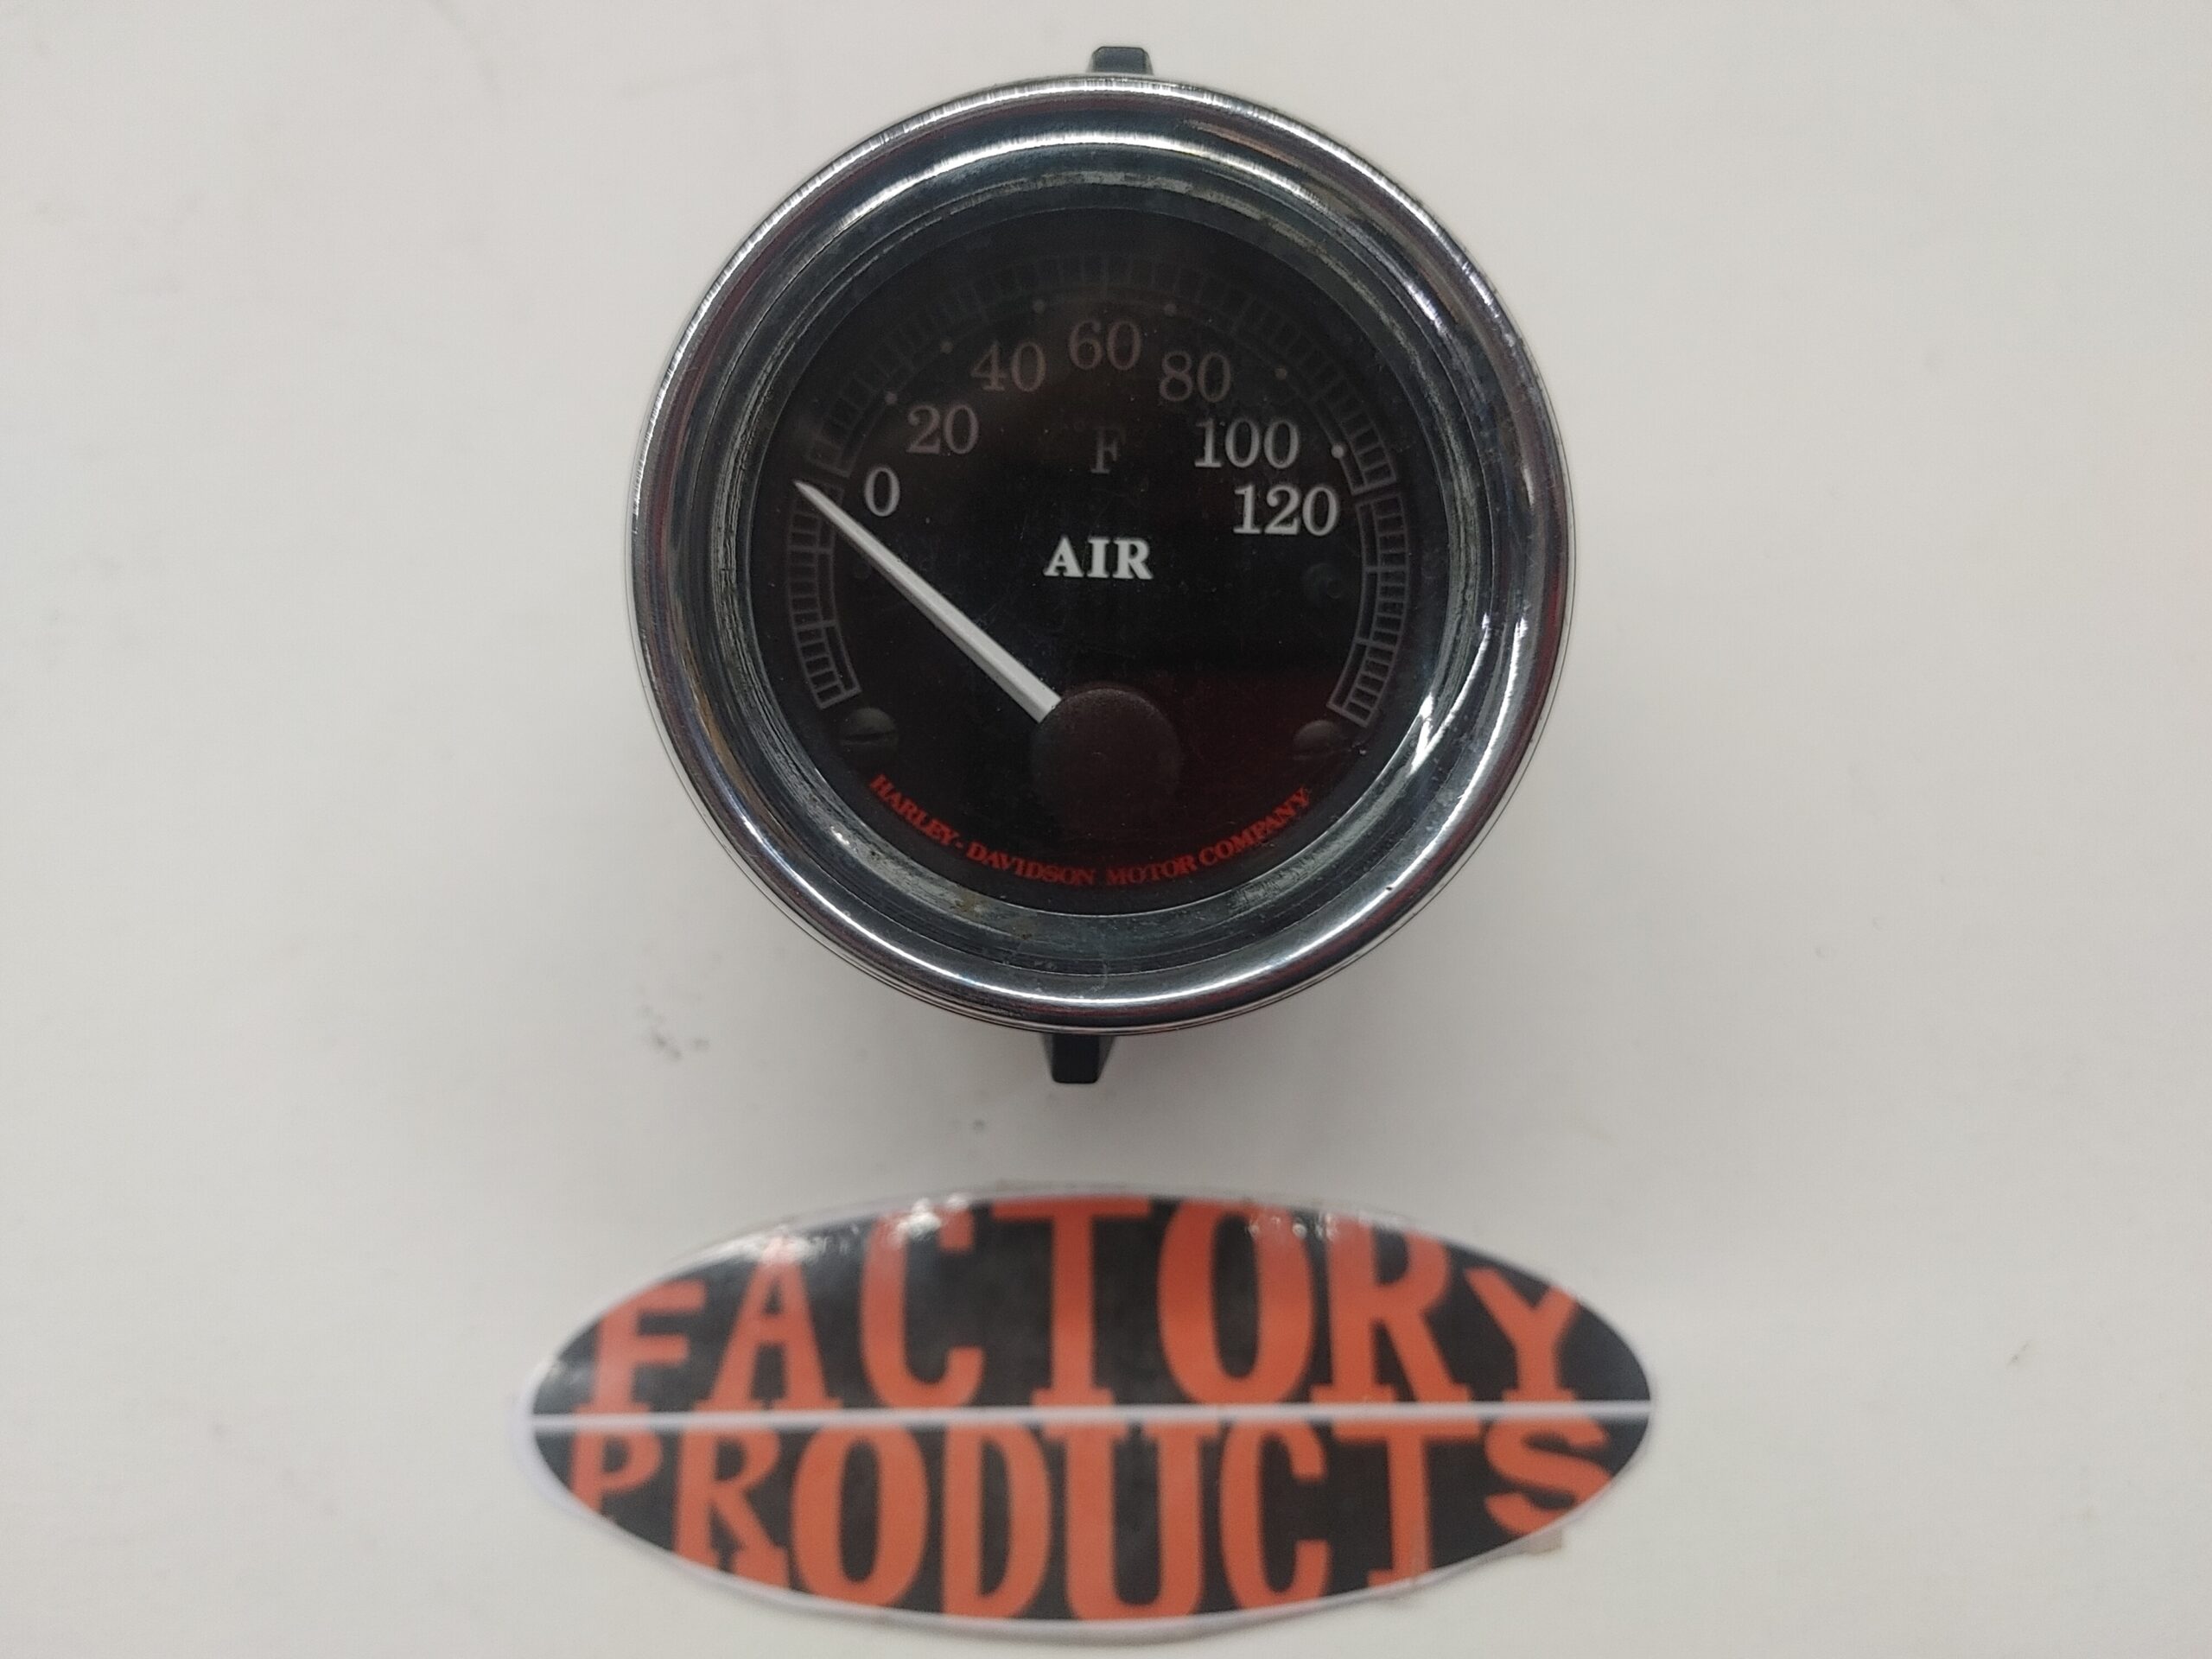 0
20
40
60
80
100
120
°F
AIR
HARLEY-DAVIDSON MOTOR COMPANY
FACTORY
PRODUCTS